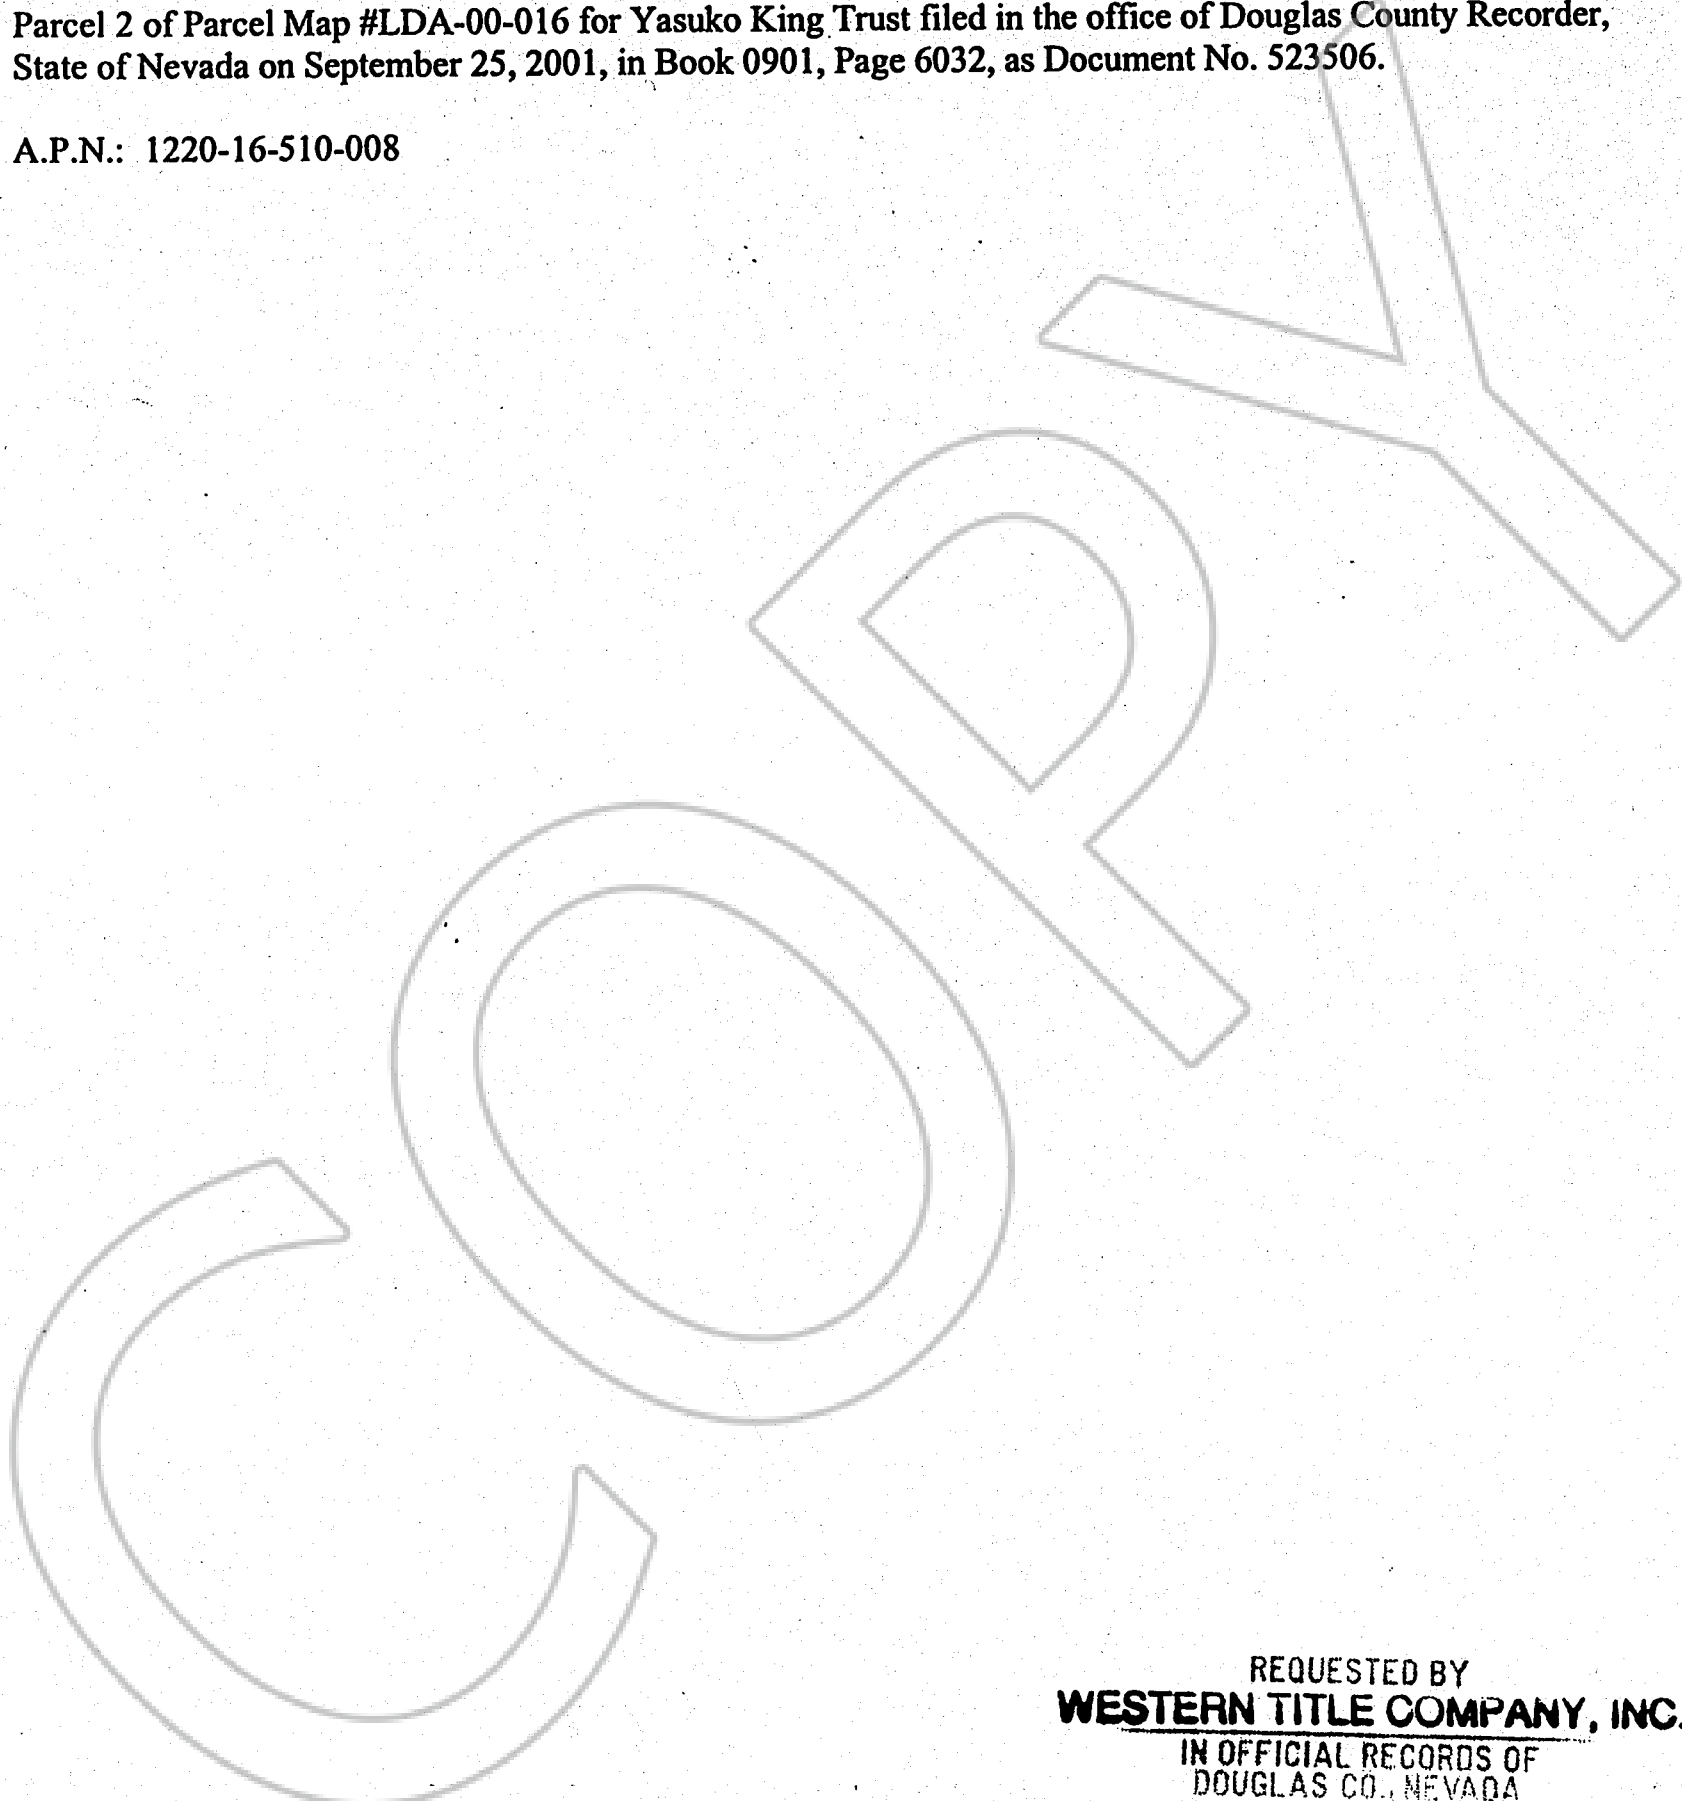 Parcel 2 of Parcel Map #LDA-00-016 for Yasuko King Trust filed in the office of Douglas County Recorder,
State of Nevada on September 25, 2001, in Book 0901, Page 6032, as Document No. 523506.
A.P.N.: 1220-16-510-008
COPY
REQUESTED BY
WESTERN TITLE COMPANY, INC.
IN OFFICIAL RECORDS OF
DOUGLAS CO., NEVADA